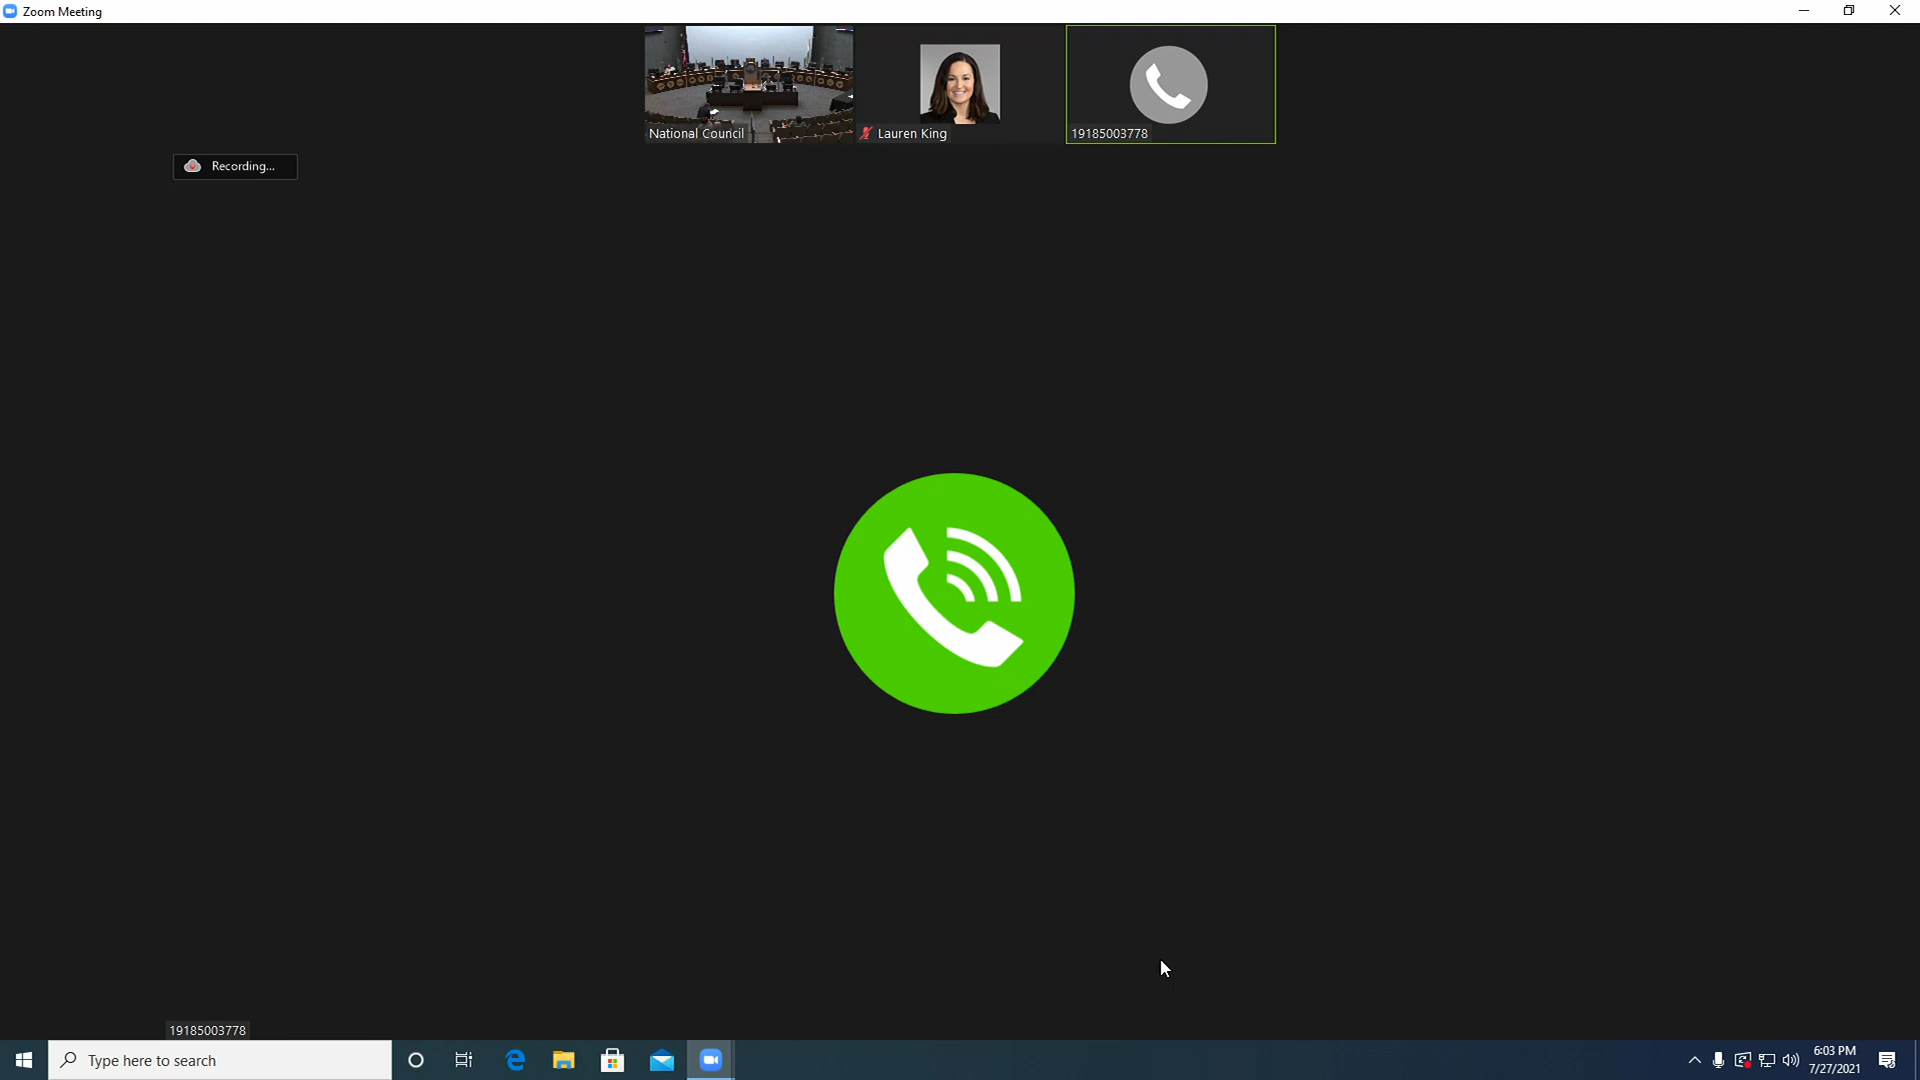 Zoom Meeting
National Council
Lauren King
19185003778
Recording...
19185003778
Type here to search
6:03 PM
7/27/2021